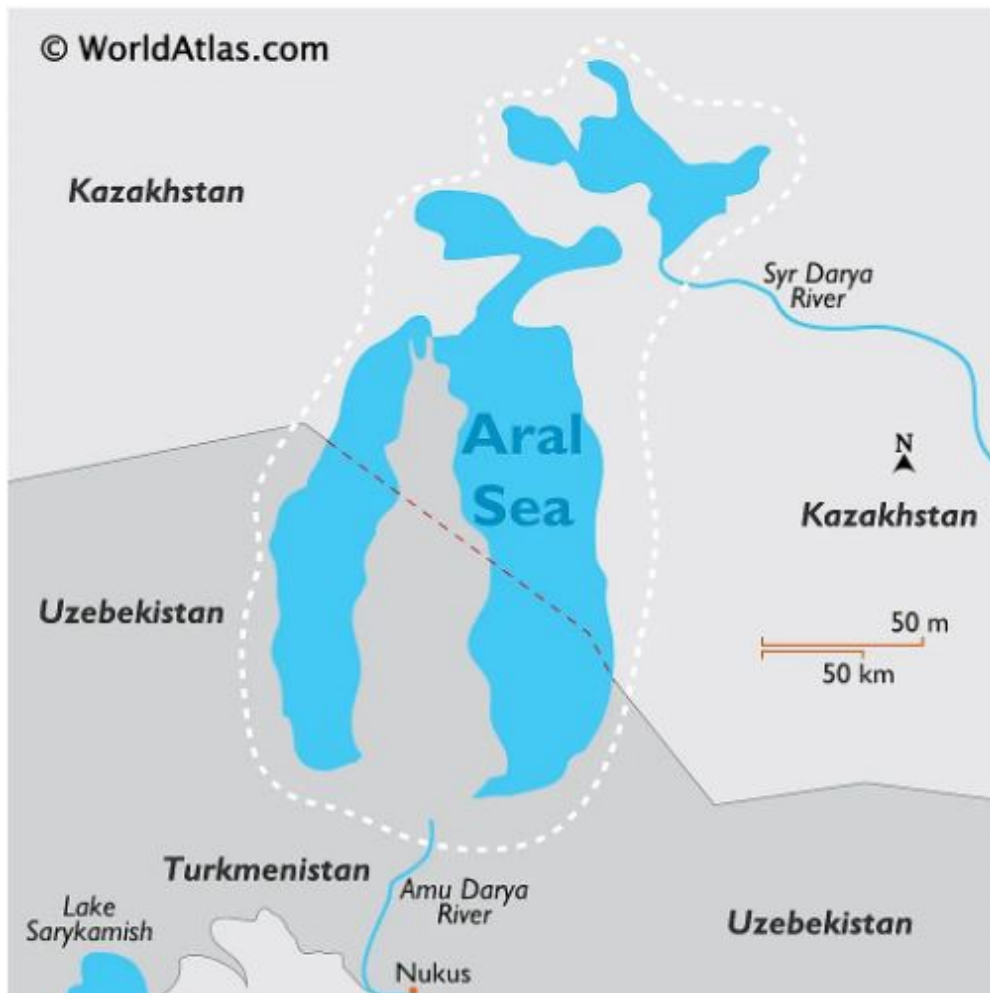 © WorldAtlas.com
Kazakhstan
Syr Darya
River
Aral
Sea
N
Kazakhstan
Uzebekistan
50 m
50 km
Turkmenistan
Amu Darya
River
Lake
Sarykamish
Uzebekistan
Nukus